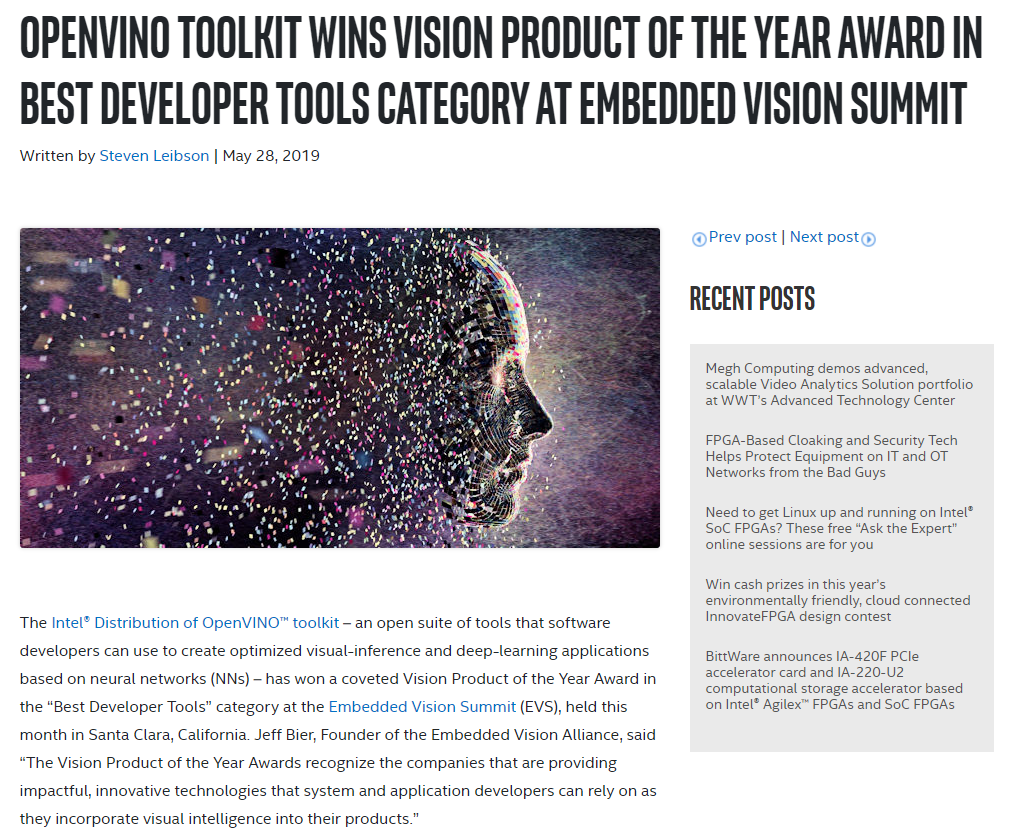 OPENVINO TOOLKIT WINS VISION PRODUCT OF THE YEAR AWARD IN
BEST DEVELOPER TOOLS CATEGORY AT EMBEDDED VISION SUMMIT
Written by Steven Leibson | May 28, 2019
Prev post | Next post
RECENT POSTS
Megh Computing demos advanced,
scalable Video Analytics Solution portfolio
at WWT's Advanced Technology Center
FPGA-Based Cloaking and Security Tech
Helps Protect Equipment on IT and OT
Networks from the Bad Guys
Need to get Linux up and running on Intel®
SoC FPGAs? These free “Ask the Expert”
online sessions are for you
Win cash prizes in this year's
environmentally friendly, cloud connected
InnovateFPGA design contest
BittWare announces IA-420F PCIe
accelerator card and IA-220-U2
computational storage accelerator based
on Intel® Agilex™ FPGAs and SoC FPGAs
The Intel® Distribution of OpenVINO™ toolkit – an open suite of tools that software
developers can use to create optimized visual-inference and deep-learning applications
based on neural networks (NNs) – has won a coveted Vision Product of the Year Award in
the “Best Developer Tools” category at the Embedded Vision Summit (EVS), held this
month in Santa Clara, California. Jeff Bier, Founder of the Embedded Vision Alliance, said
“The Vision Product of the Year Awards recognize the companies that are providing
impactful, innovative technologies that system and application developers can rely on as
they incorporate visual intelligence into their products.”